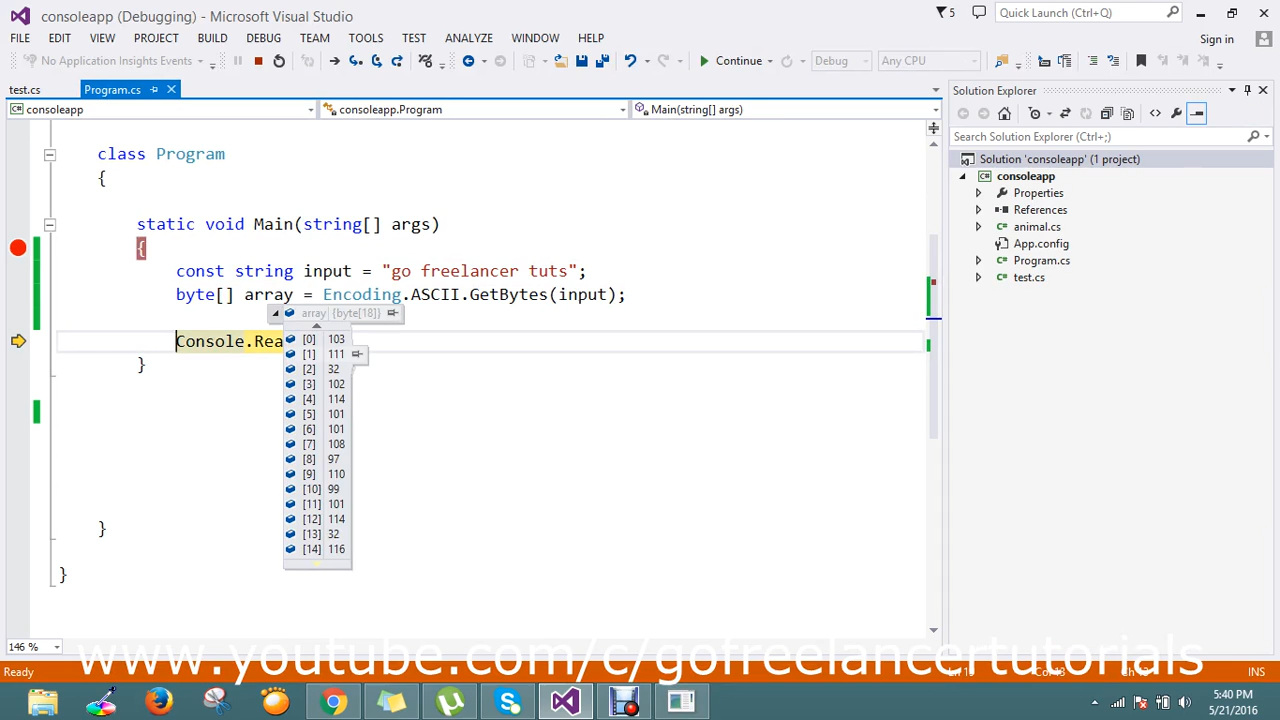 consoleapp (Debugging) - Microsoft Visual Studio
5
Quick Launch (Ctrl+Q)
FILE EDIT VIEW PROJECT BUILD DEBUG TEAM TOOLS TEST ANALYZE WINDOW HELP
Sign in
No Application Insights Events
Continue
Debug
Any CPU
test.cs
Program.cs
consoleapp
consoleapp.Program
Main(string[] args)
class Program
{
static void Main(string[] args)
{
const string input = "go freelancer tuts";
byte[] array = Encoding.ASCII.GetBytes(input);
array {byte[18]}
Console.Rea
[0] 103
[1] 111
[2] 32
[3] 102
[4] 114
[5] 101
[6] 101
[7] 108
[8] 97
[9] 110
[10] 99
[11] 101
[12] 114
[13] 32
[14] 116
}
}
}
146 %
Solution Explorer
Search Solution Explorer (Ctrl+;)
Solution 'consoleapp' (1 project)
consoleapp
Properties
References
animal.cs
App.config
Program.cs
test.cs
www.youtube.com/c/gofreelancertutorials
Ready
INS
5:40 PM
5/21/2016